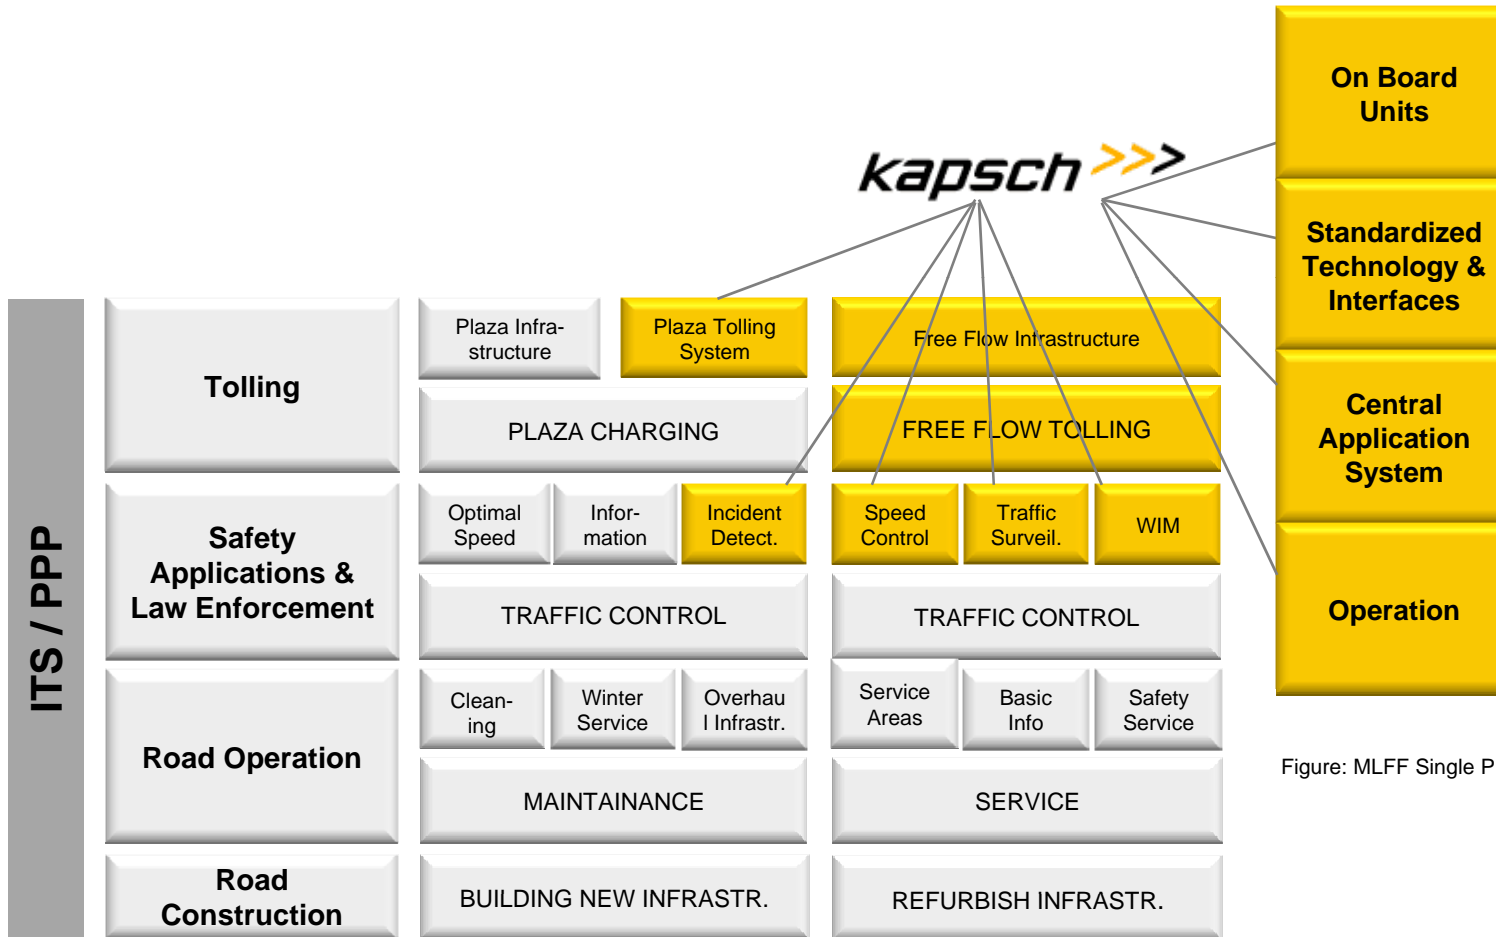 On Board
Units
kapsch >>>
Standardized
Technology &
Interfaces
Central
Application
System
Operation
ITS / PPP
Tolling
Plaza Infra-
structure
Plaza Tolling
System
Free Flow Infrastructure
PLAZA CHARGING
FREE FLOW TOLLING
Safety
Applications &
Law Enforcement
Optimal
Speed
Infor-
mation
Incident
Detect.
Speed
Control
Traffic
Surveil.
WIM
TRAFFIC CONTROL
TRAFFIC CONTROL
Road Operation
Clean-
ing
Winter
Service
Overhau
l Infrastr.
Service
Areas
Basic
Info
Safety
Service
MAINTAINANCE
SERVICE
Figure: MLFF Single P
Road
Construction
BUILDING NEW INFRASTR.
REFURBISH INFRASTR.